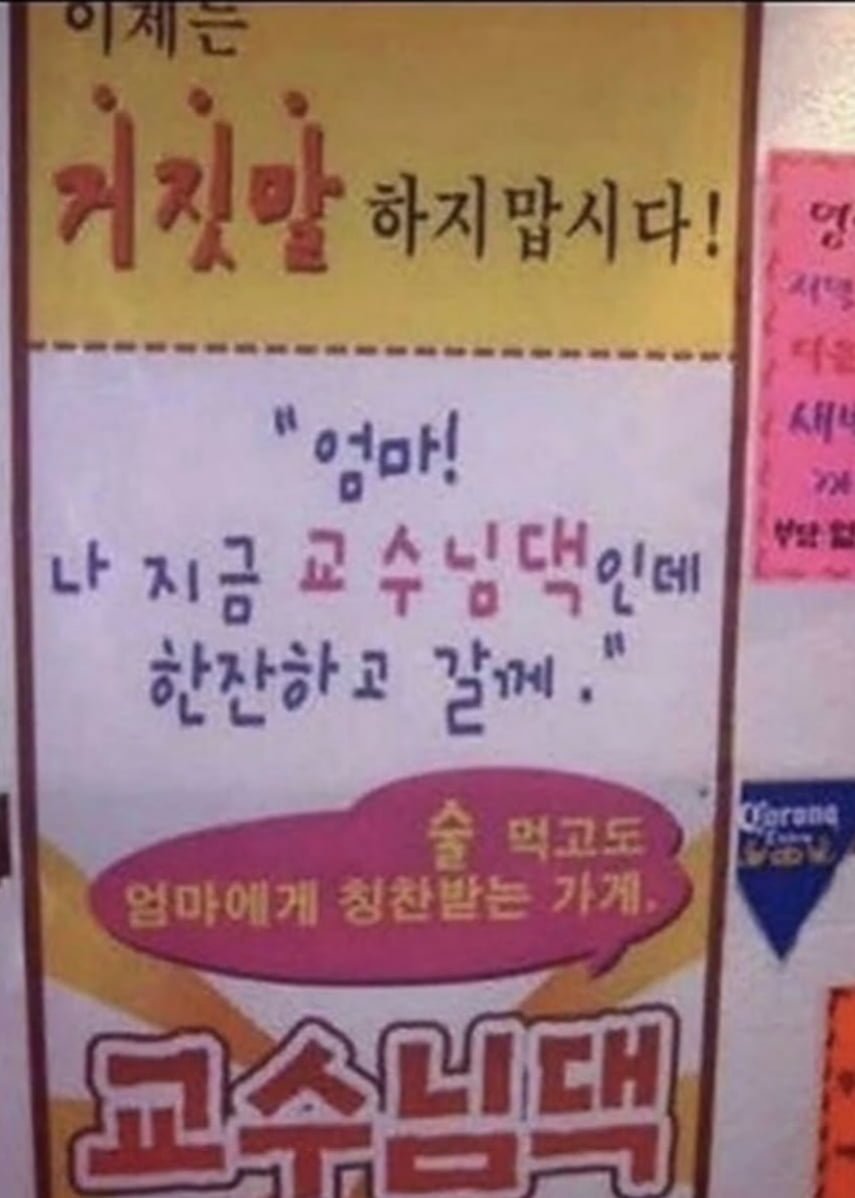 이제는
거짓말 하지맙시다!
"엄마!
나 지금 교수님댁인데
한잔하고 갈께."
술 먹고도
엄마에게 칭찬받는 가게.
교수님댁
Corona
Extra